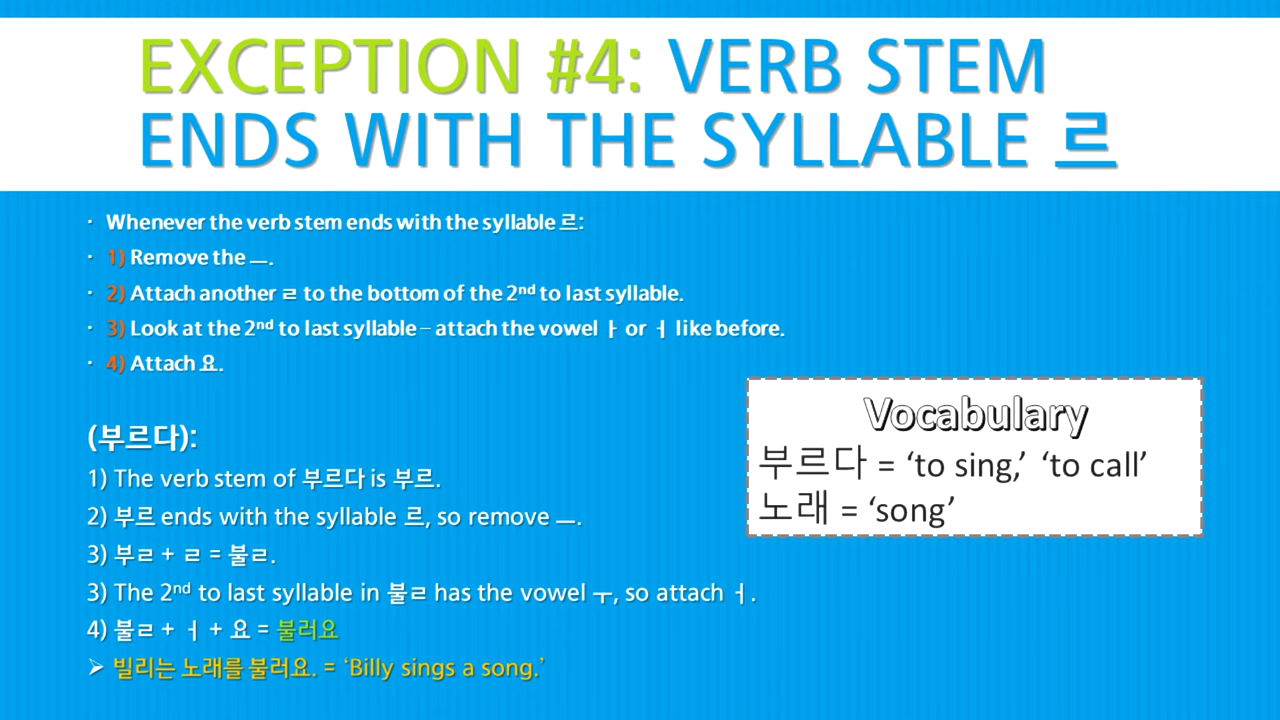 EXCEPTION #4: VERB STEM
ENDS WITH THE SYLLABLE 르
· Whenever the verb stem ends with the syllable 르:
· 1) Remove the ㅡ.
· 2) Attach another ㄹ to the bottom of the 2nd to last syllable.
· 3) Look at the 2nd to last syllable – attach the vowel ㅏ or ㅓ like before.
· 4) Attach 요.
(부르다):
1) The verb stem of 부르다 is 부르.
2) 부르 ends with the syllable 르, so remove ㅡ.
3) 부ㄹ + ㄹ = 불ㄹ.
3) The 2nd to last syllable in 불ㄹ has the vowel ㅜ, so attach ㅓ.
4) 불ㄹ + ㅓ + 요 = 불러요
➢ 빌리는 노래를 불러요. = ‘Billy sings a song.’
Vocabulary
부르다 = ‘to sing,’ ‘to call’
노래 = ‘song’